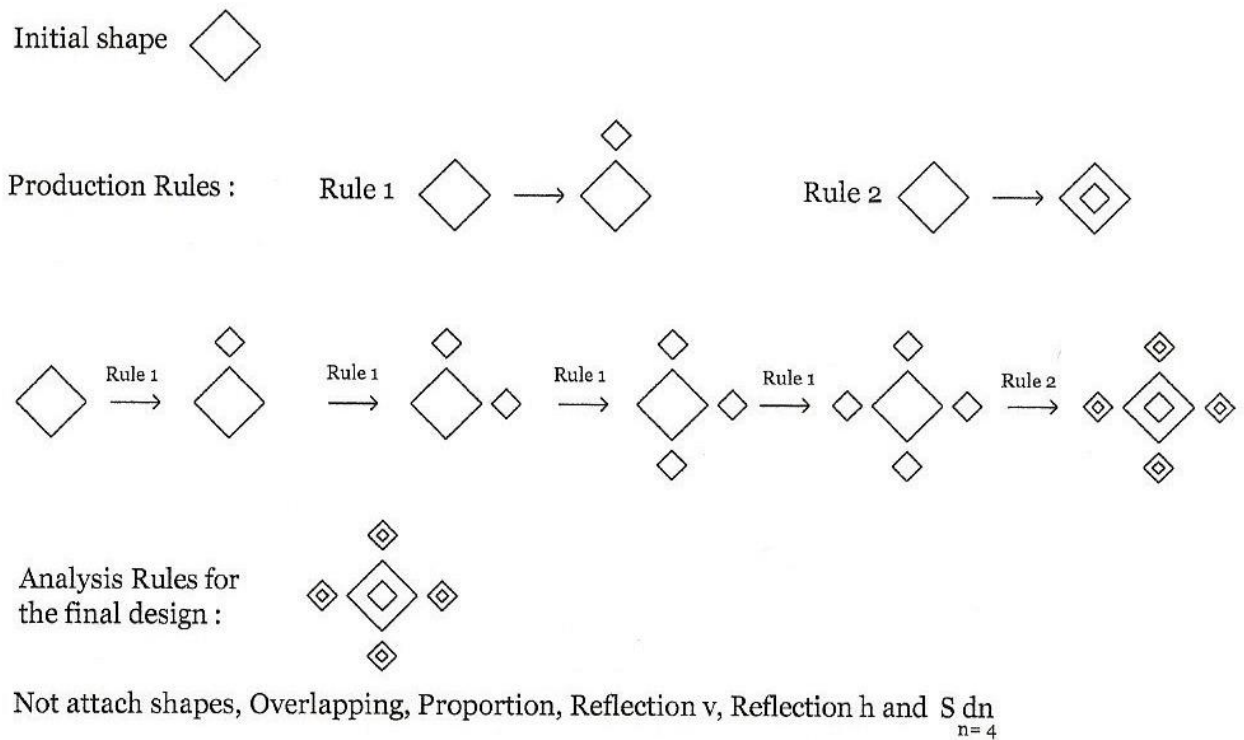 Initial shape
Production Rules :
Rule 1
Rule 2
Rule 1
Rule 1
Rule 1
Rule 1
Rule 2
Analysis Rules for
the final design :
Not attach shapes, Overlapping, Proportion, Reflection v, Reflection h and S dn
n= 4